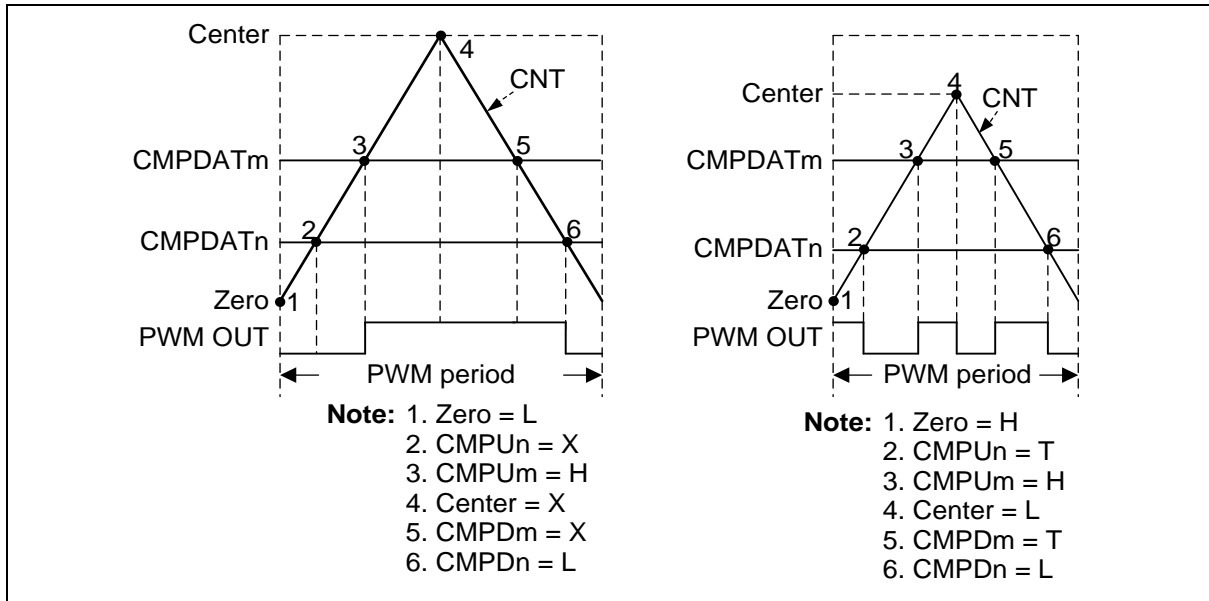 Center
4
CNT
3
5
CMPDATm
2
6
CMPDATn
Zero
1
PWM OUT
PWM period
Note: 1. Zero = L
2. CMPUn = X
3. CMPUm = H
4. Center = X
5. CMPDm = X
6. CMPDn = L
4
Center
CNT
3
5
CMPDATm
2
6
CMPDATn
Zero
1
PWM OUT
PWM period
Note: 1. Zero = H
2. CMPUn = T
3. CMPUm = H
4. Center = L
5. CMPDm = T
6. CMPDn = L